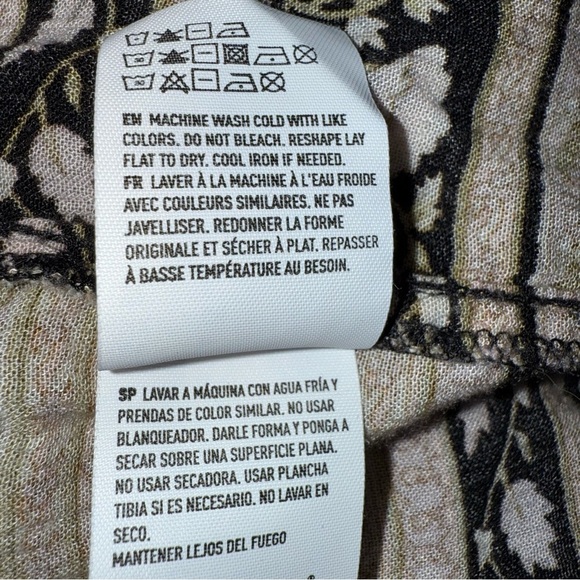 EN MACHINE WASH COLD WITH LIKE
COLORS. DO NOT BLEACH. RESHAPE LAY
FLAT TO DRY. COOL IRON IF NEEDED.
FR LAVER À LA MACHINE À L'EAU FROIDE
AVEC COULEURS SIMILAIRES. NE PAS
JAVELLISER. REDONNER LA FORME
ORIGINALE ET SÉCHER À PLAT. REPASSER
À BASSE TEMPÉRATURE AU BESOIN.
SP LAVAR A MÁQUINA CON AGUA FRÍA Y
PRENDAS DE COLOR SIMILAR. NO USAR
BLANQUEADOR. DARLE FORMA Y PONGA A
SECAR SOBRE UNA SUPERFICIE PLANA.
NO USAR SECADORA. USAR PLANCHA
TIBIA SI ES NECESARIO. NO LAVAR EN
SECO.
MANTENER LEJOS DEL FUEGO